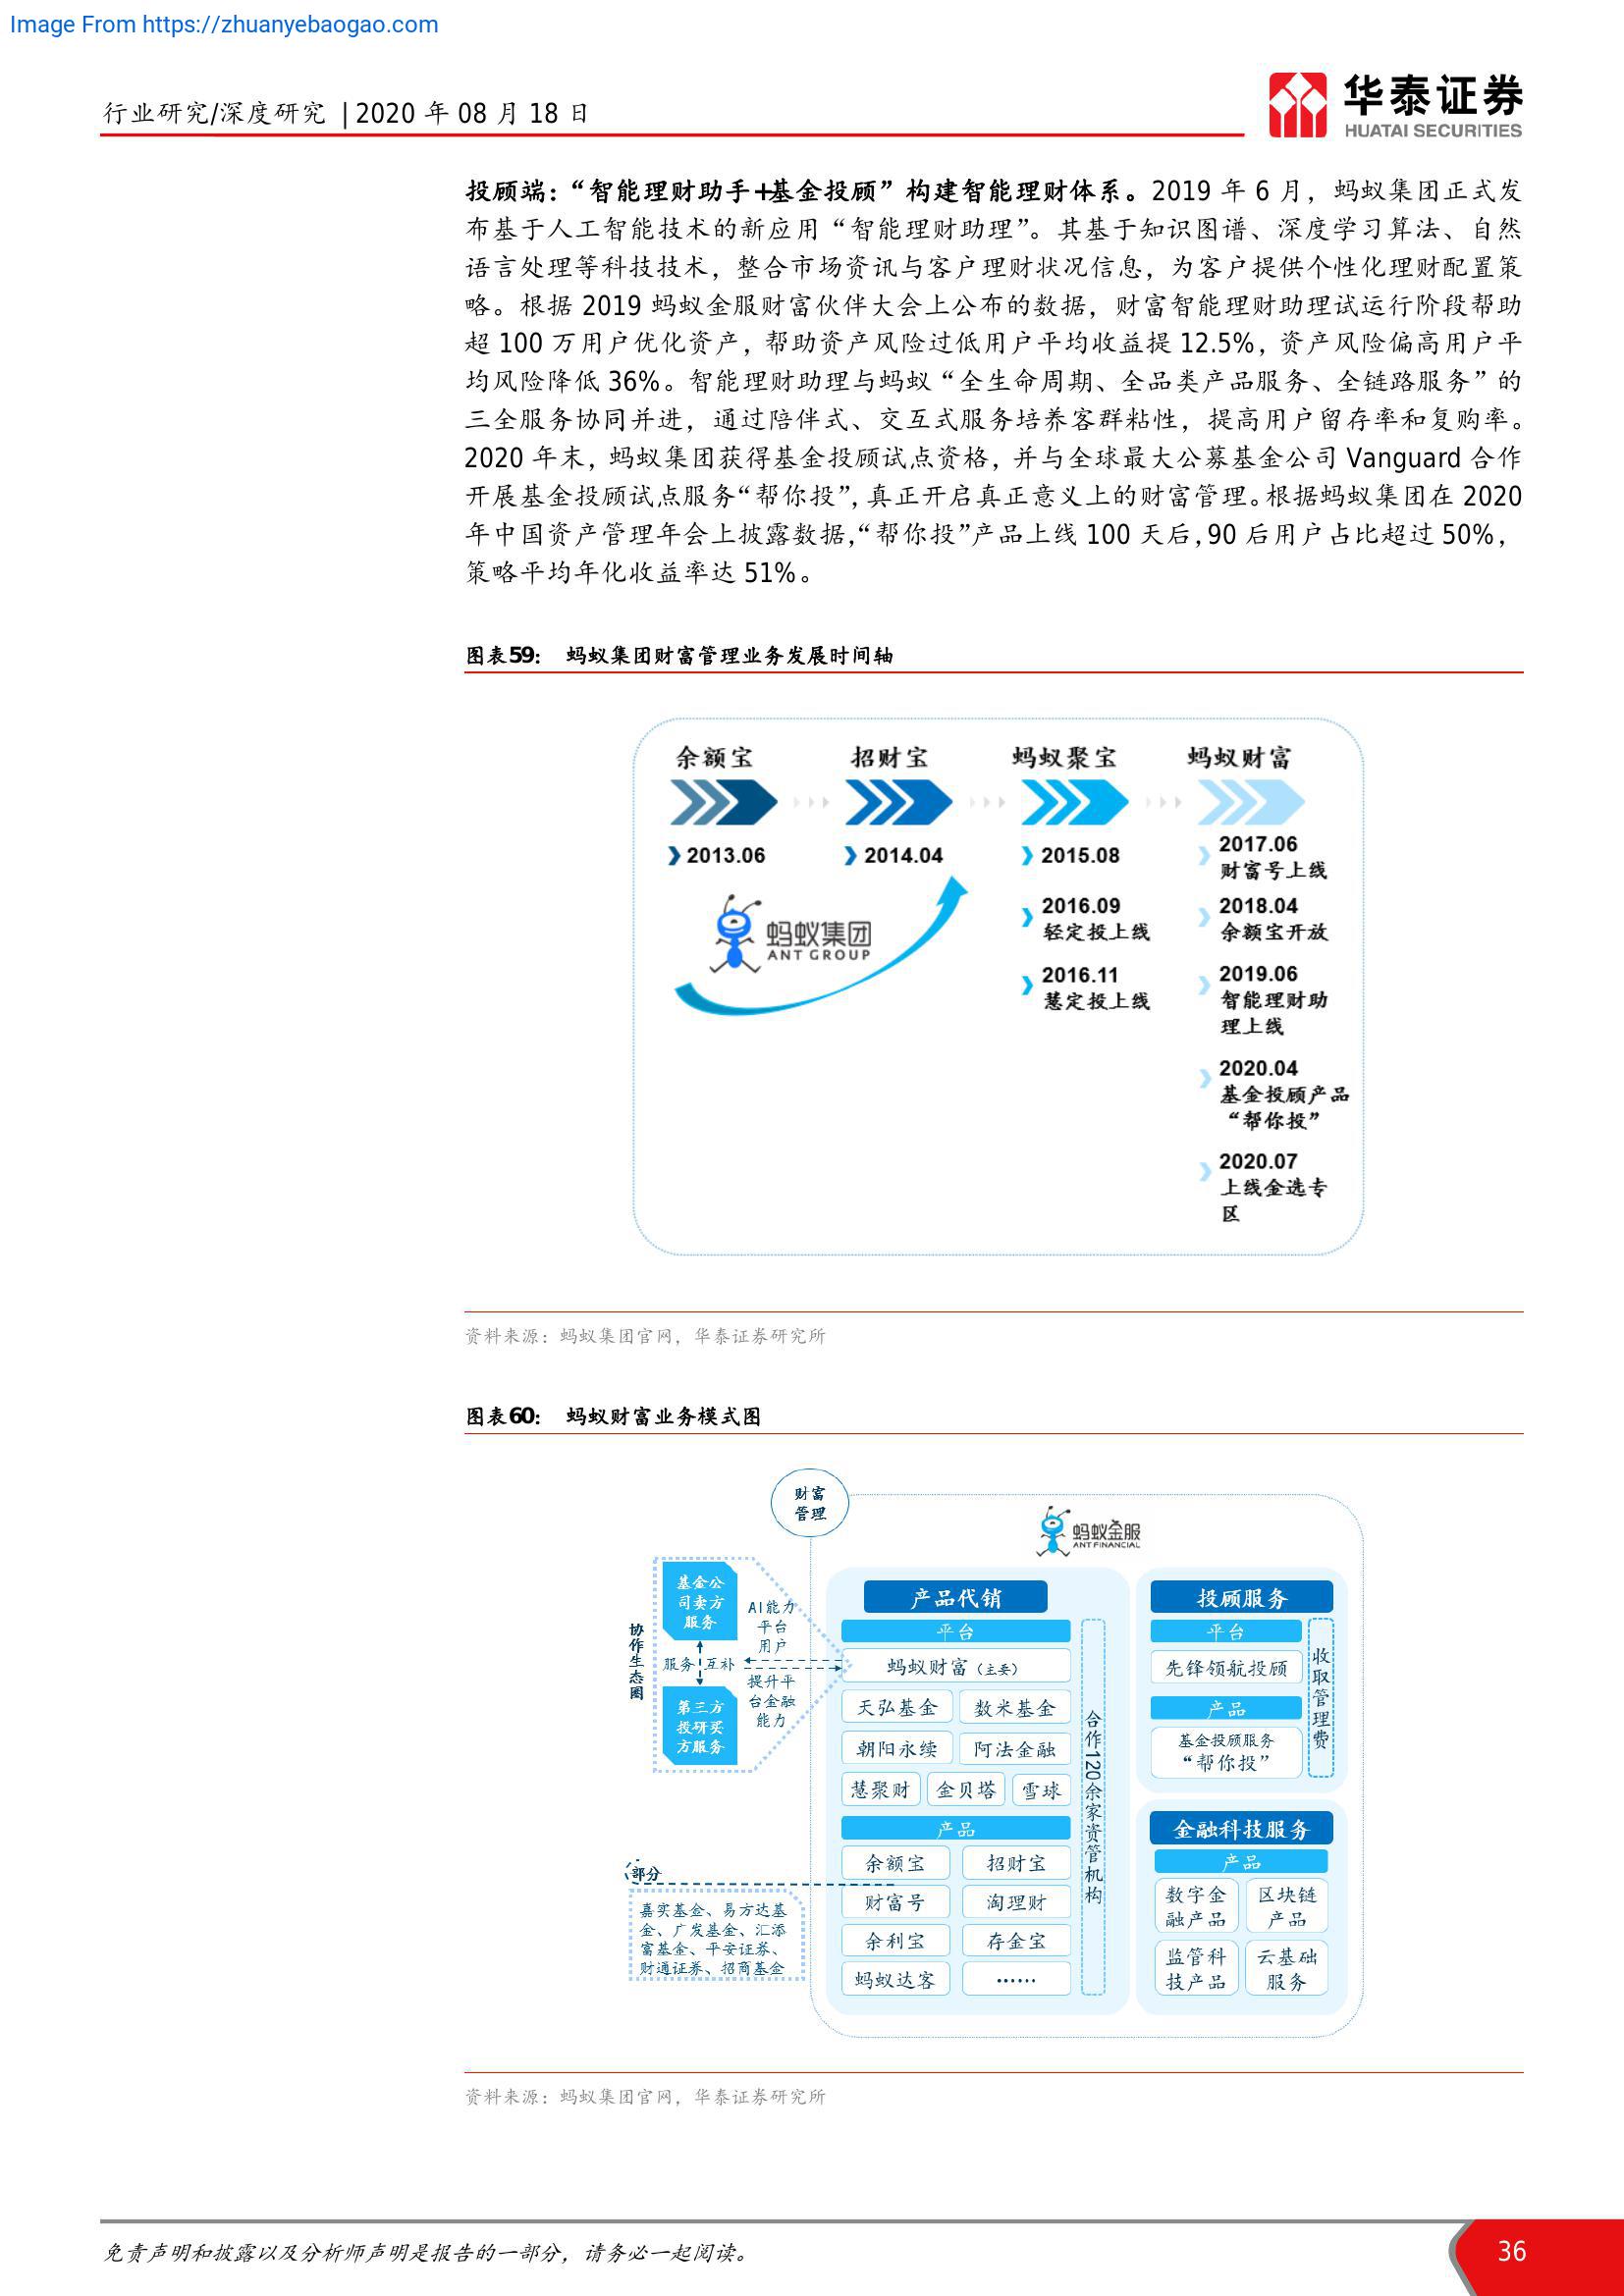 Image From https://zhuanyebaogao.com
行业研究/深度研究 | 2020 年 08 月 18 日
华泰证券
HUATAI SECURITIES
投顾端：“智能理财助手+基金投顾”构建智能理财体系。2019 年 6 月，蚂蚁集团正式发
布基于人工智能技术的新应用“智能理财助理”。其基于知识图谱、深度学习算法、自然
语言处理等科技技术，整合市场资讯与客户理财状况信息，为客户提供个性化理财配置策
略。根据 2019 蚂蚁金服财富伙伴大会上公布的数据，财富智能理财助理试运行阶段帮助
超 100 万用户优化资产，帮助资产风险过低用户平均收益提 12.5%，资产风险偏高用户平
均风险降低 36%。智能理财助理与蚂蚁“全生命周期、全品类产品服务、全链路服务”的
三全服务协同并进，通过陪伴式、交互式服务培养客群粘性，提高用户留存率和复购率。
2020 年末，蚂蚁集团获得基金投顾试点资格，并与全球最大公募基金公司 Vanguard 合作
开展基金投顾试点服务“帮你投”，真正开启真正意义上的财富管理。根据蚂蚁集团在 2020
年中国资产管理年会上披露数据，“帮你投”产品上线 100 天后，90 后用户占比超过 50%，
策略平均年化收益率达 51%。
图表59： 蚂蚁集团财富管理业务发展时间轴
余额宝 招财宝 蚂蚁聚宝 蚂蚁财富
2013.06 2014.04 2015.08
2017.06
财富号上线
2016.09
轻定投上线
2018.04
余额宝开放
蚂蚁集团
ANT GROUP
2016.11
慧定投上线
2019.06
智能理财助
理上线
2020.04
基金投顾产品
“帮你投”
2020.07
上线金选专
区
资料来源：蚂蚁集团官网，华泰证券研究所
图表60： 蚂蚁财富业务模式图
财富
管理
蚂蚁金服
ANT FINANCIAL
协作生态圈
基金公
司卖方
服务
服务 互补
第三方
投研买
方服务
AI能力
平台
用户
提升平
台金融
能力
产品代销
平台
蚂蚁财富（主要）
天弘基金 数米基金
朝阳永续 阿法金融
慧聚财 金贝塔 雪球
产品
余额宝 招财宝
财富号 淘理财
余利宝 存金宝
蚂蚁达客 ······
合作120余家资管机构
部分
嘉实基金、易方达基
金、广发基金、汇添
富基金、平安证券、
财通证券、招商基金
投顾服务
平台
先锋领航投顾
产品
基金投顾服务
“帮你投”
收取管理费
金融科技服务
产品
数字金
融产品
区块链
产品
监管科
技产品
云基础
服务
资料来源：蚂蚁集团官网，华泰证券研究所
免责声明和披露以及分析师声明是报告的一部分，请务必一起阅读。
36